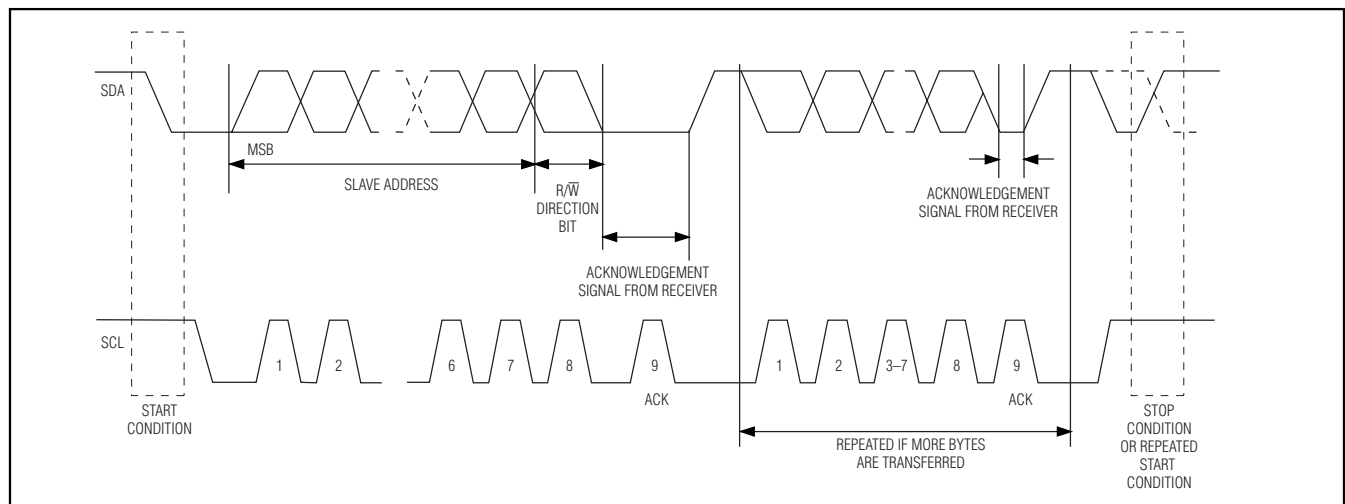 SDA
MSB
SLAVE ADDRESS
R/W̅
DIRECTION
BIT
ACKNOWLEDGEMENT
SIGNAL FROM RECEIVER
ACKNOWLEDGEMENT
SIGNAL FROM RECEIVER
SCL
1 2 6 7 8 9 1 2 3–7 8 9
ACK ACK
START
CONDITION
REPEATED IF MORE BYTES
ARE TRANSFERRED
STOP
CONDITION
OR REPEATED
START
CONDITION